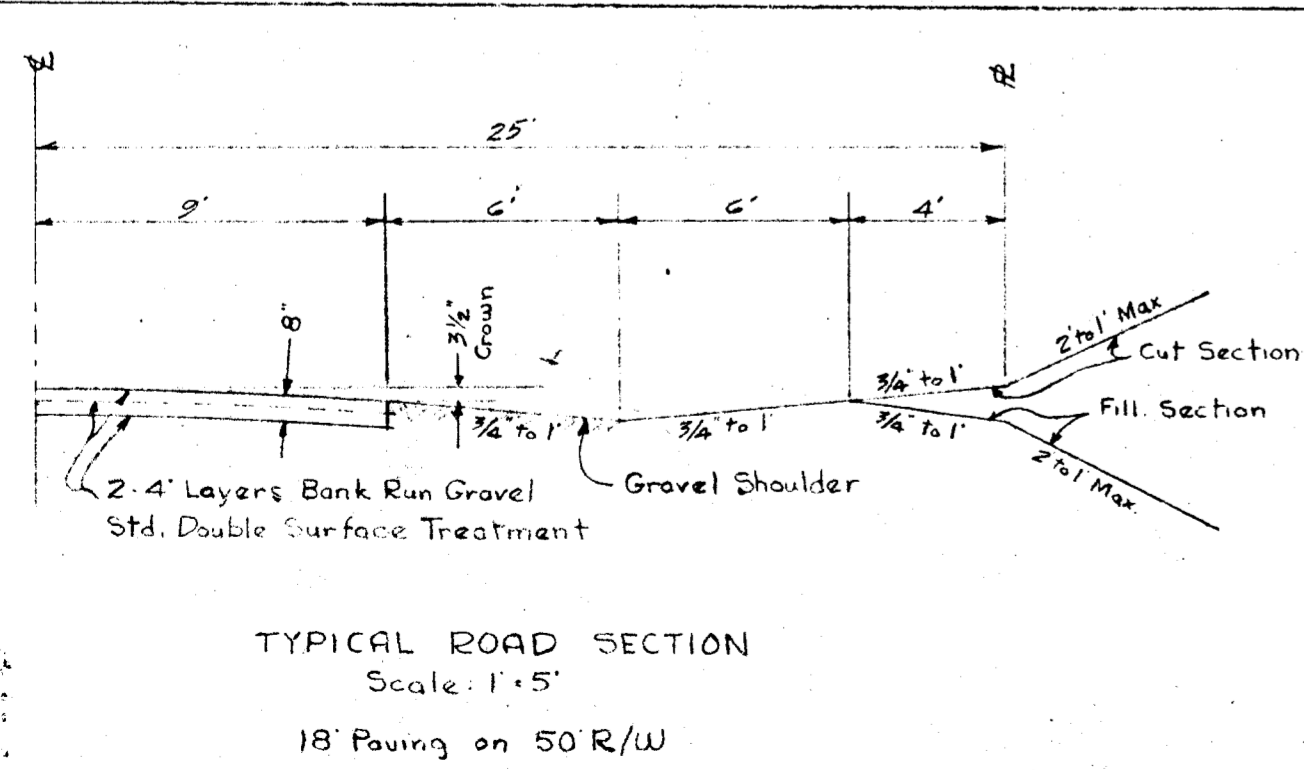 ℄
℞
25'
9'
6'
6'
4'
8"
3½" Crown
2' to 1' Max
Cut Section
3/4" to 1'
3/4" to 1'
3/4" to 1'
3/4" to 1'
Fill. Section
2 to 1' Max.
Gravel Shoulder
2-4" Layers Bank Run Gravel
Std. Double Surface Treatment
TYPICAL ROAD SECTION
Scale: 1" = 5'
18' Paving on 50' R/W